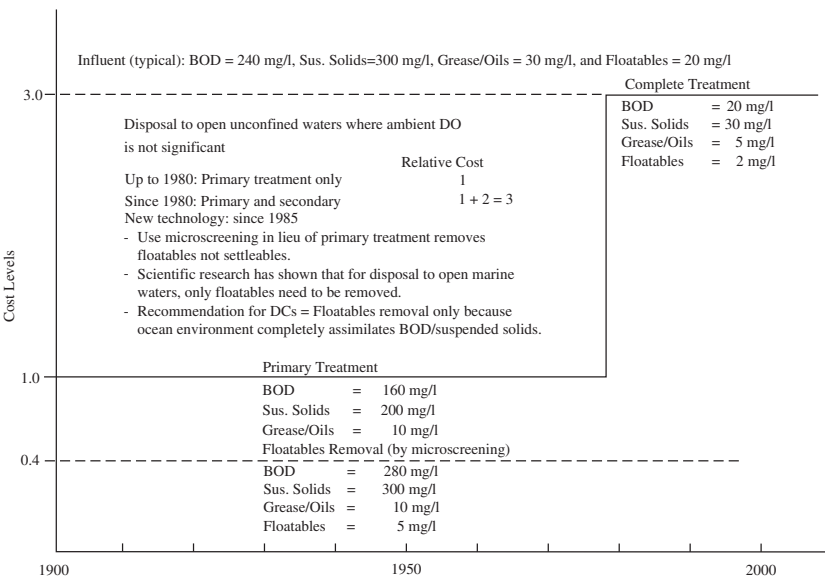 Influent (typical): BOD = 240 mg/l, Sus. Solids=300 mg/l, Grease/Oils = 30 mg/l, and Floatables = 20 mg/l
Complete Treatment
3.0
BOD = 20 mg/l
Sus. Solids = 30 mg/l
Grease/Oils = 5 mg/l
Floatables = 2 mg/l
Disposal to open unconfined waters where ambient DO
is not significant
Relative Cost
Up to 1980: Primary treatment only 1
Since 1980: Primary and secondary 1 + 2 = 3
New technology: since 1985
- Use microscreening in lieu of primary treatment removes
floatables not settleables.
- Scientific research has shown that for disposal to open marine
waters, only floatables need to be removed.
- Recommendation for DCs = Floatables removal only because
ocean environment completely assimilates BOD/suspended solids.
Cost Levels
Primary Treatment
1.0
BOD = 160 mg/l
Sus. Solids = 200 mg/l
Grease/Oils = 10 mg/l
Floatables Removal (by microscreening)
0.4
BOD = 280 mg/l
Sus. Solids = 300 mg/l
Grease/Oils = 10 mg/l
Floatables = 5 mg/l
1900 1950 2000